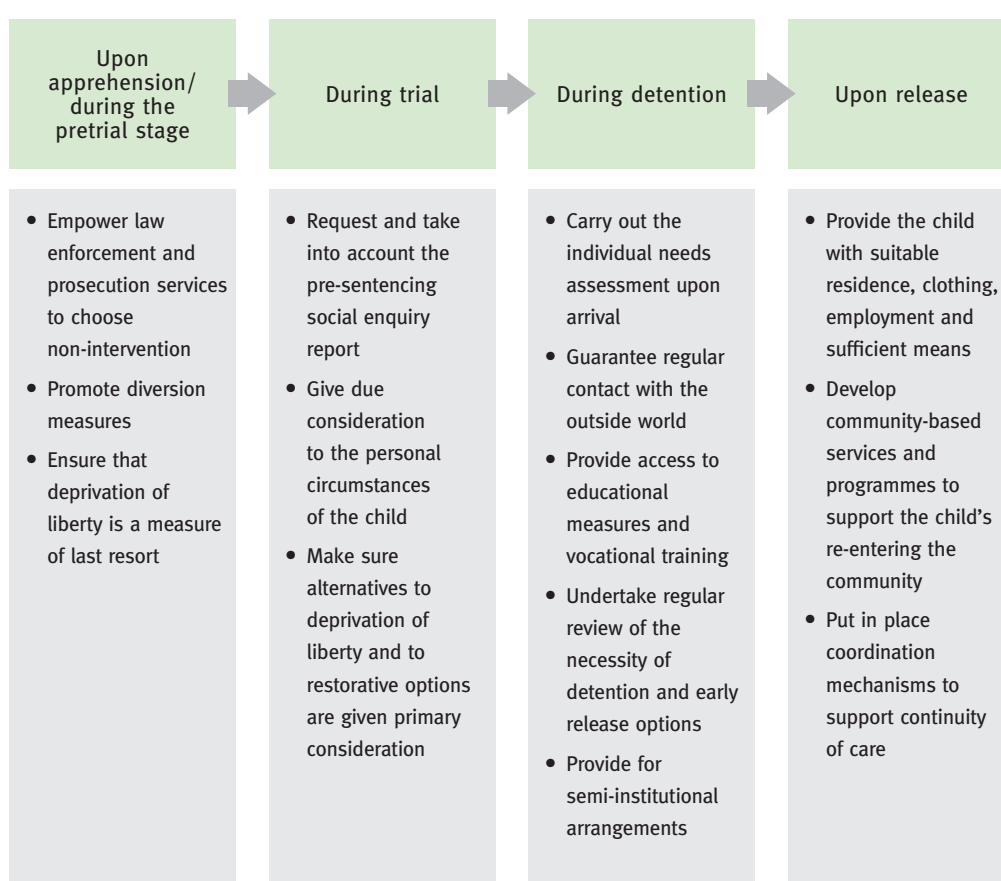 Upon
apprehension/
during the
pretrial stage
During trial
During detention
Upon release
• Empower law
enforcement and
prosecution services
to choose
non-intervention
• Promote diversion
measures
• Ensure that
deprivation of
liberty is a measure
of last resort
• Request and take
into account the
pre-sentencing
social enquiry
report
• Give due
consideration
to the personal
circumstances
of the child
• Make sure
alternatives to
deprivation of
liberty and to
restorative options
are given primary
consideration
• Carry out the
individual needs
assessment upon
arrival
• Guarantee regular
contact with the
outside world
• Provide access to
educational
measures and
vocational training
• Undertake regular
review of the
necessity of
detention and early
release options
• Provide for
semi-institutional
arrangements
• Provide the child
with suitable
residence, clothing,
employment and
sufficient means
• Develop
community-based
services and
programmes to
support the child's
re-entering the
community
• Put in place
coordination
mechanisms to
support continuity
of care